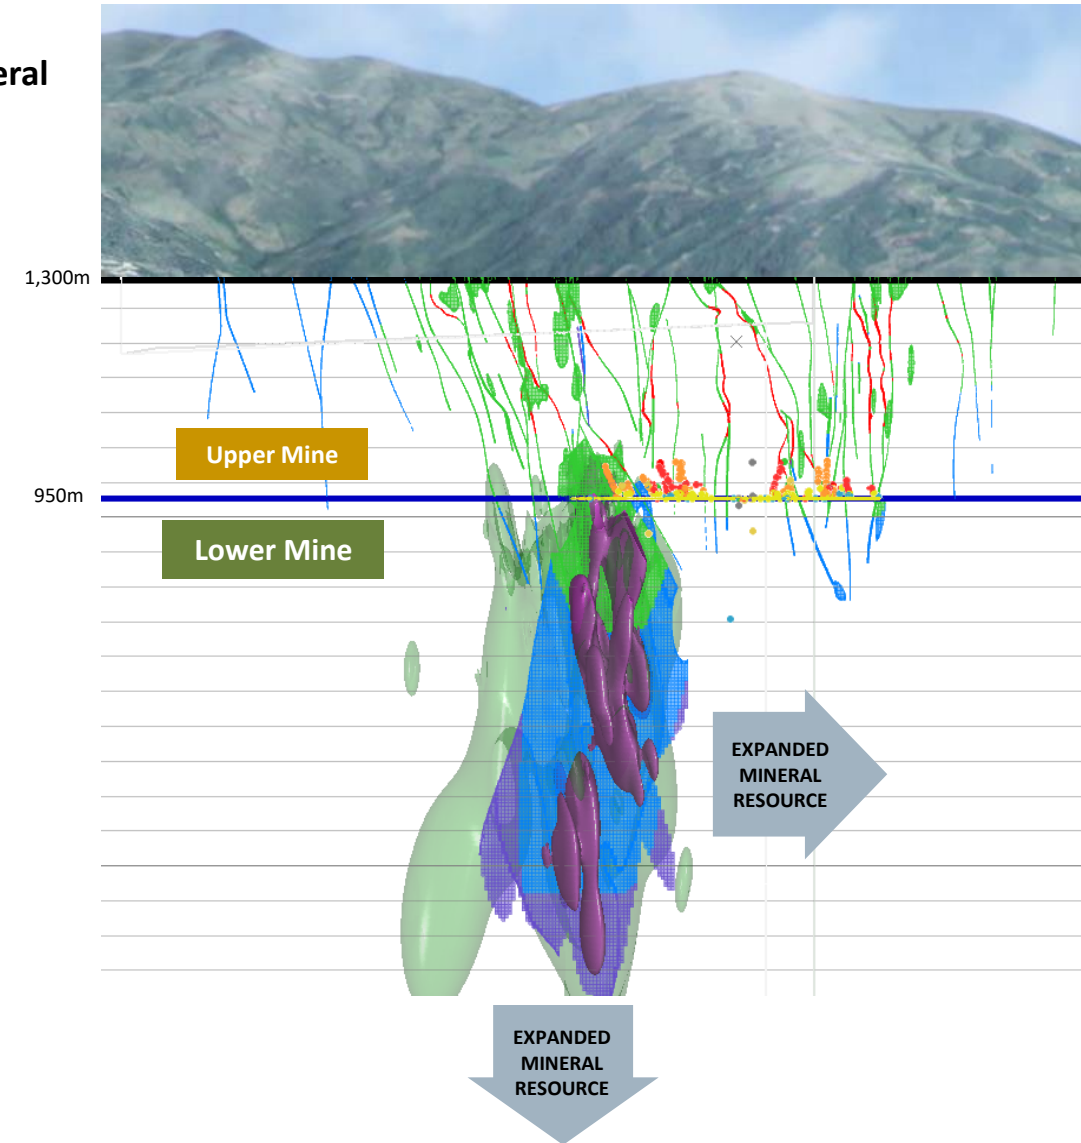 eral
1,300m
Upper Mine
950m
Lower Mine
EXPANDED
MINERAL
RESOURCE
EXPANDED
MINERAL
RESOURCE